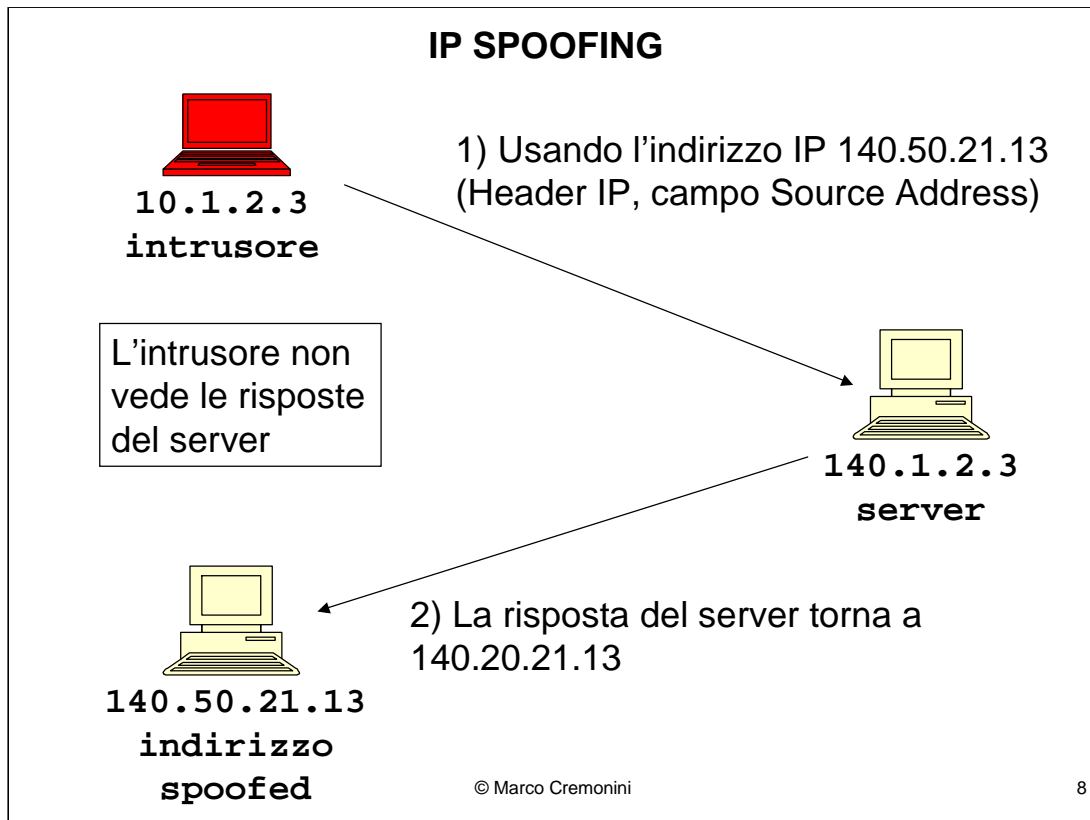 IP SPOOFING
1) Usando l'indirizzo IP 140.50.21.13
(Header IP, campo Source Address)
10.1.2.3
intrusore
L'intrusore non
vede le risposte
del server
140.1.2.3
server
2) La risposta del server torna a
140.20.21.13
140.50.21.13
indirizzo
spoofed
© Marco Cremonini
8